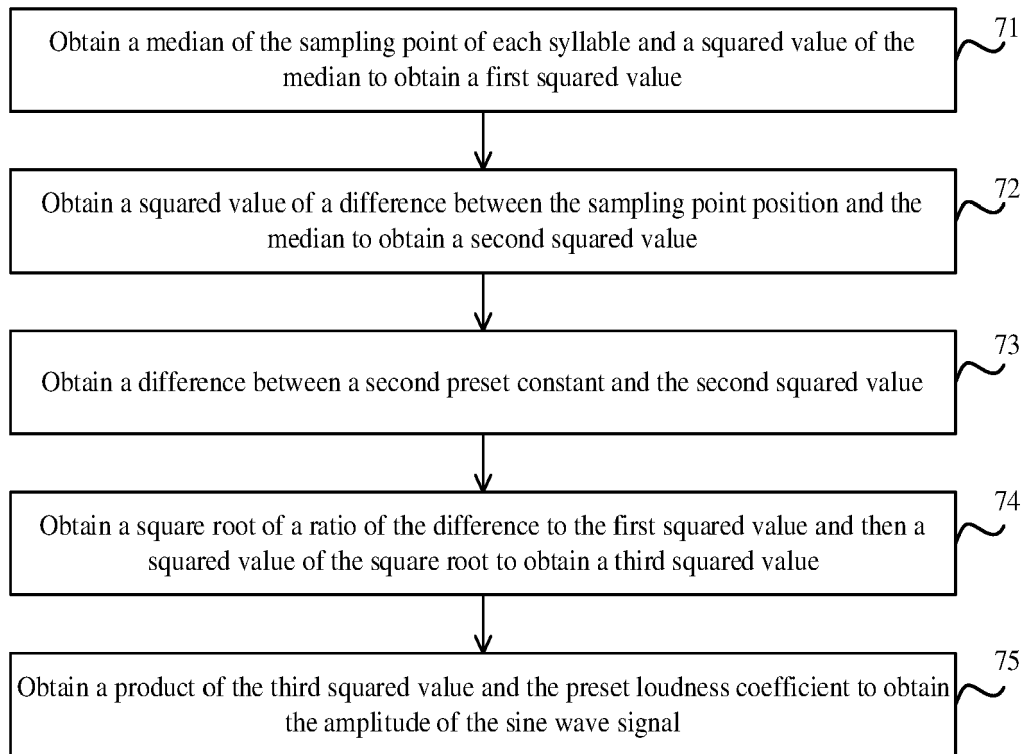 Obtain a median of the sampling point of each syllable and a squared value of the
median to obtain a first squared value
71
Obtain a squared value of a difference between the sampling point position and the
median to obtain a second squared value
72
Obtain a difference between a second preset constant and the second squared value
73
Obtain a square root of a ratio of the difference to the first squared value and then a
squared value of the square root to obtain a third squared value
74
Obtain a product of the third squared value and the preset loudness coefficient to obtain
the amplitude of the sine wave signal
75